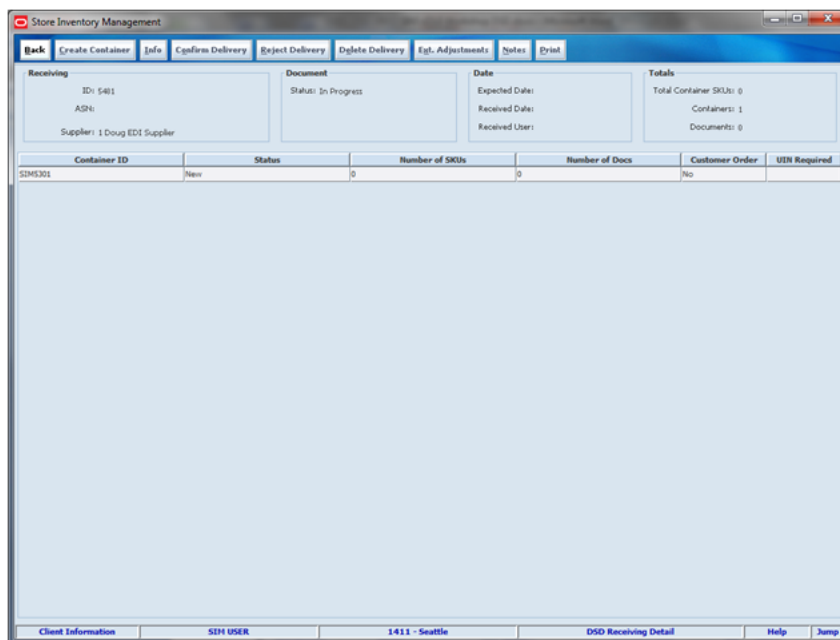 Store Inventory Management
Back Create Container Info Confirm Delivery Reject Delivery Delete Delivery Ext. Adjustments Notes Print
Receiving Document Date Totals
ID: 5481 Status: In Progress Expected Date: Total Container SKUs: 0
ASN: Received Date: Containers: 1
Supplier: 1 Doug EDI Supplier Received User: Documents: 0
Container ID Status Number of SKUs Number of Docs Customer Order UIN Required
SIM5301 New 0 0 No
Client Information SIM USER 1411 - Seattle DSD Receiving Detail Help Jump